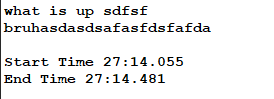 what is up sdfsf
bruhasdasdsafasfdsfafda
Start Time 27:14.055
End Time 27:14.481